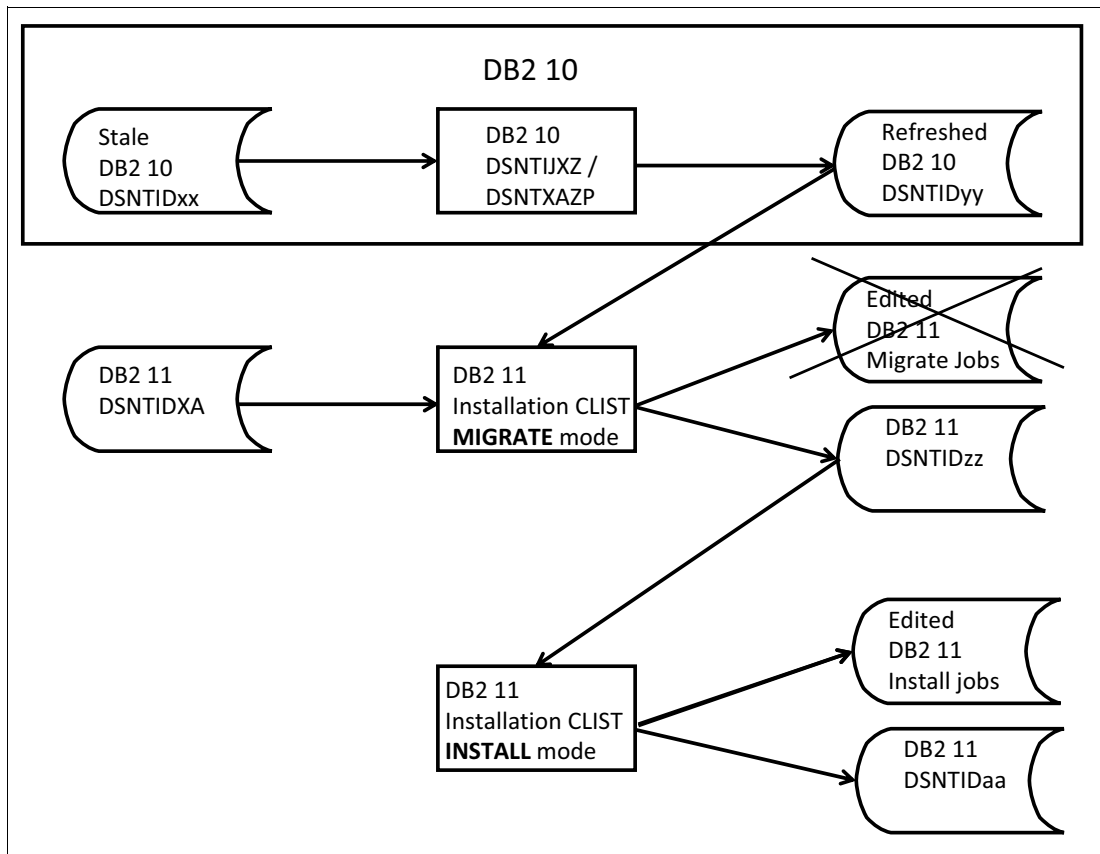 DB2 10
Stale
DB2 10
DSNTIDxx
DB2 10
DSNTIJXZ /
DSNTXAZP
Refreshed
DB2 10
DSNTIDyy
Edited
DB2 11
Migrate Jobs
DB2 11
DSNTIDXA
DB2 11
Installation CLIST
MIGRATE mode
DB2 11
DSNTIDzz
Edited
DB2 11
Install jobs
DB2 11
Installation CLIST
INSTALL mode
DB2 11
DSNTIDaa